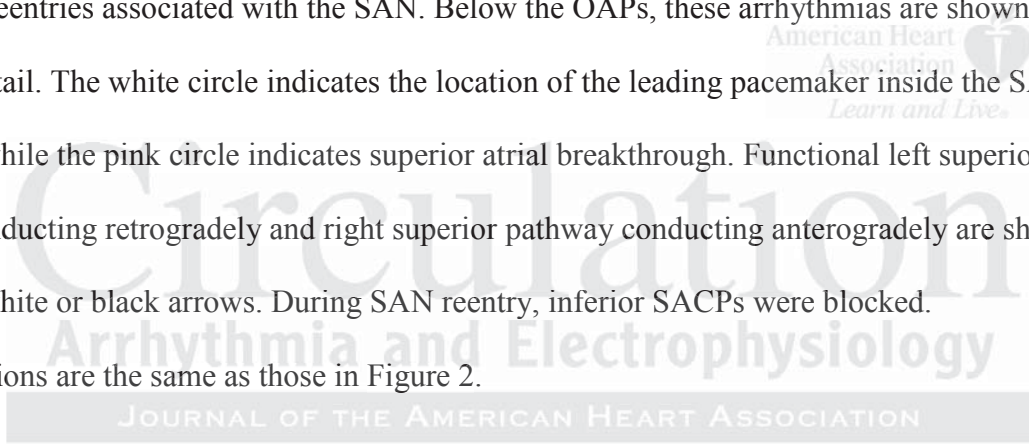 eentries associated with the SAN. Below the OAPs, these arrhythmias are shown
American Heart
Association
tail. The white circle indicates the location of the leading pacemaker inside the SA
Learn and Live
hile the pink circle indicates superior atrial breakthrough. Functional left superio
Circulation
ducting retrogradely and right superior pathway conducting anterogradely are sh
hite or black arrows. During SAN reentry, inferior SACPs were blocked.
Arrhythmia and Electrophysiology
ions are the same as those in Figure 2.
JOURNAL OF THE AMERICAN HEART ASSOCIATION